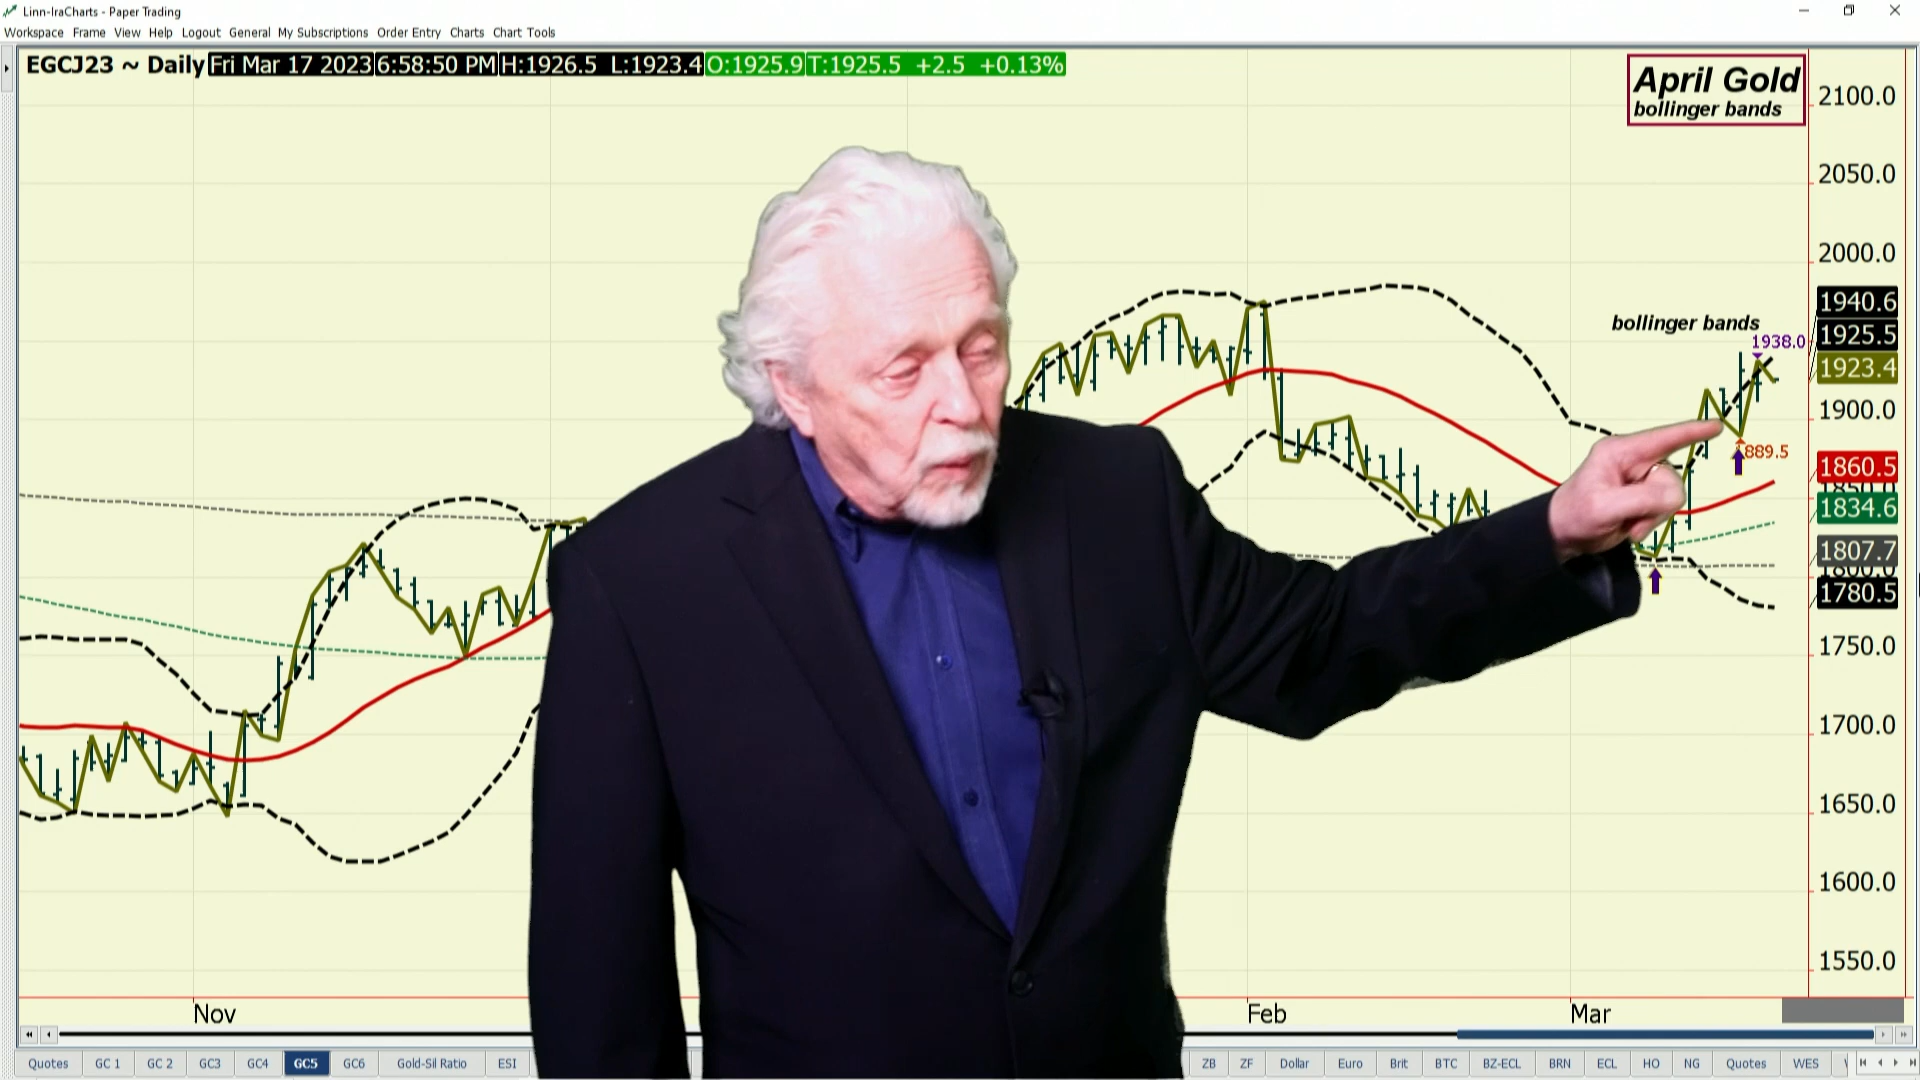 Linn-IraCharts - Paper Trading
Workspace Frame View Help Logout General My Subscriptions Order Entry Charts Chart Tools
EGCJ23 ~ Daily Fri Mar 17 2023 6:58:50 PM H:1926.5 L:1923.4 O:1925.9 T:1925.5 +2.5 +0.13%
April Gold
bollinger bands
2100.0
2050.0
2000.0
1940.6
bollinger bands
1925.5
1938.0
1923.4
1900.0
889.5
1860.5
1850.0
1834.6
1807.7
1800.0
1780.5
1750.0
1700.0
1650.0
1600.0
1550.0
Nov Feb Mar
Quotes GC 1 GC 2 GC3 GC4 GC5 GC6 Gold-Sil Ratio ESI ZB ZF Dollar Euro Brit BTC BZ-ECL BRN ECL HO NG Quotes WES